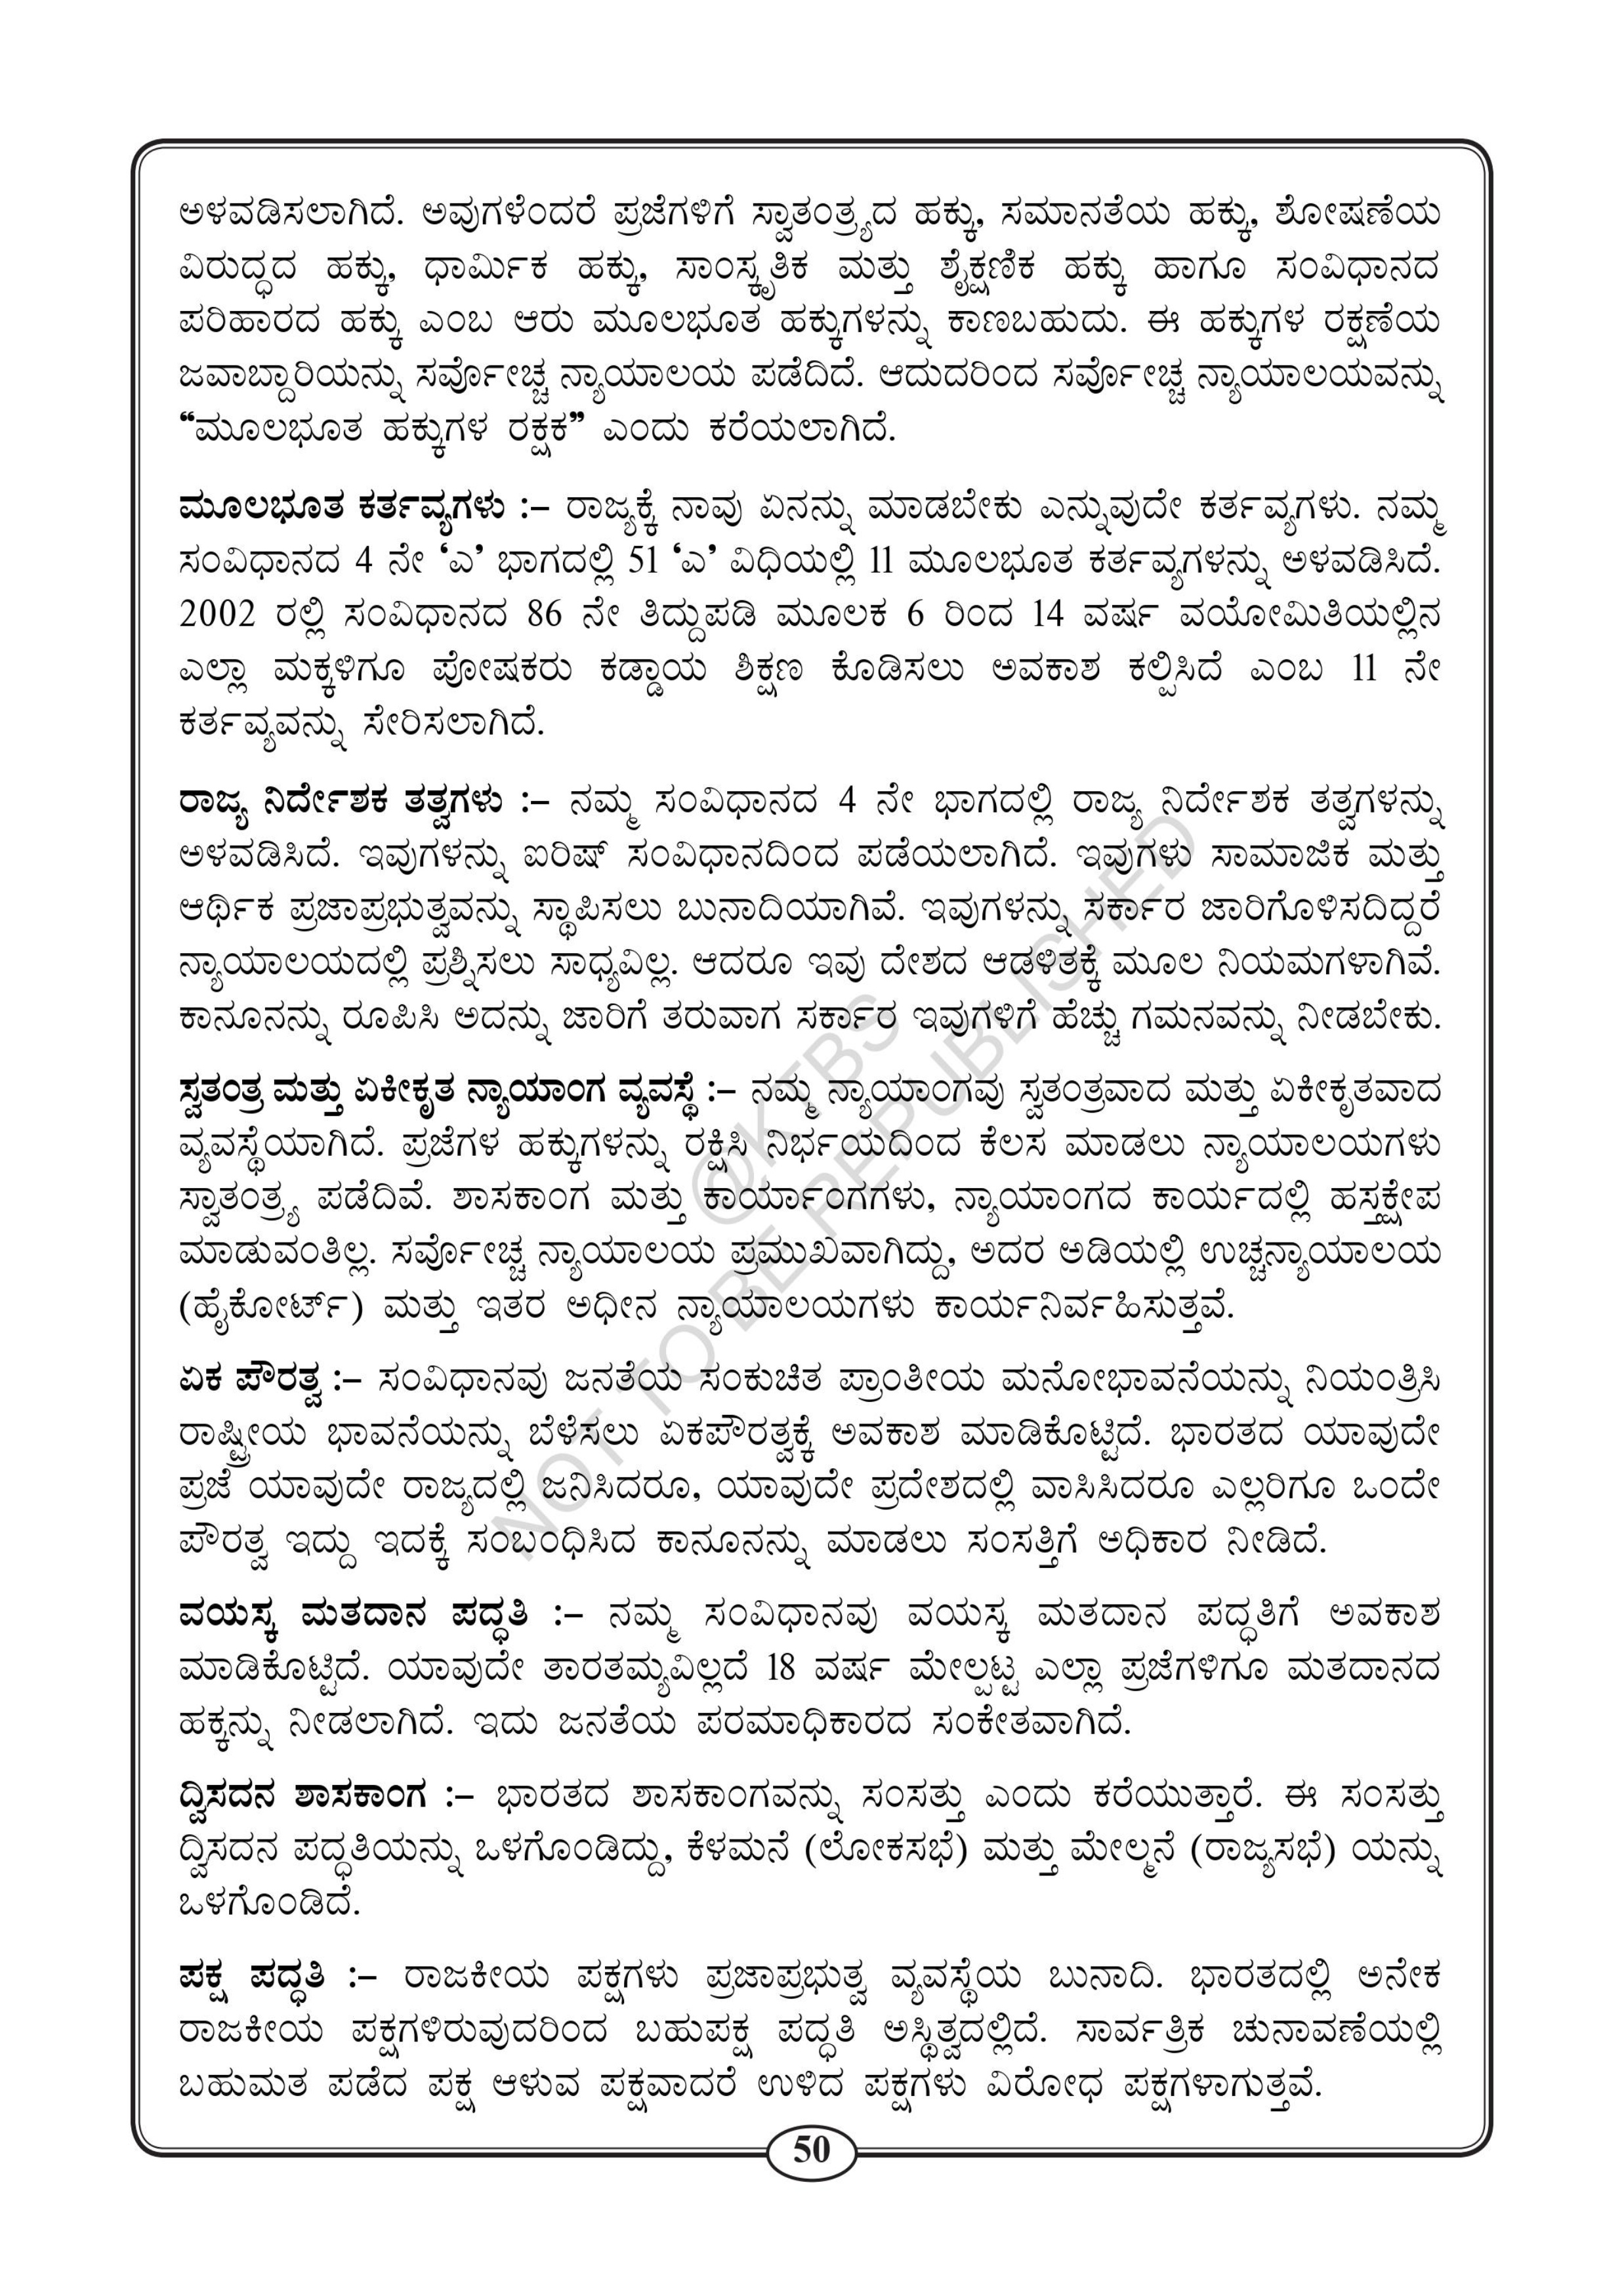 ಅಳವಡಿಸಲಾಗಿದೆ. ಅವುಗಳೆಂದರೆ ಪ್ರಜೆಗಳಿಗೆ ಸ್ವಾತಂತ್ರ್ಯದ ಹಕ್ಕು, ಸಮಾನತೆಯ ಹಕ್ಕು, ಶೋಷಣೆಯ
ವಿರುದ್ಧದ ಹಕ್ಕು, ಧಾರ್ಮಿಕ ಹಕ್ಕು, ಸಾಂಸ್ಕೃತಿಕ ಮತ್ತು ಶೈಕ್ಷಣಿಕ ಹಕ್ಕು ಹಾಗೂ ಸಂವಿಧಾನದ
ಪರಿಹಾರದ ಹಕ್ಕು ಎಂಬ ಆರು ಮೂಲಭೂತ ಹಕ್ಕುಗಳನ್ನು ಕಾಣಬಹುದು. ಈ ಹಕ್ಕುಗಳ ರಕ್ಷಣೆಯ
ಜವಾಬ್ದಾರಿಯನ್ನು ಸರ್ವೋಚ್ಚ ನ್ಯಾಯಾಲಯ ಪಡೆದಿದೆ. ಆದುದರಿಂದ ಸರ್ವೋಚ್ಚ ನ್ಯಾಯಾಲಯವನ್ನು
“ಮೂಲಭೂತ ಹಕ್ಕುಗಳ ರಕ್ಷಕ” ಎಂದು ಕರೆಯಲಾಗಿದೆ.
ಮೂಲಭೂತ ಕರ್ತವ್ಯಗಳು :– ರಾಜ್ಯಕ್ಕೆ ನಾವು ಏನನ್ನು ಮಾಡಬೇಕು ಎನ್ನುವುದೇ ಕರ್ತವ್ಯಗಳು. ನಮ್ಮ
ಸಂವಿಧಾನದ 4 ನೇ ‘ಎ’ ಭಾಗದಲ್ಲಿ 51 ‘ಎ’ ವಿಧಿಯಲ್ಲಿ 11 ಮೂಲಭೂತ ಕರ್ತವ್ಯಗಳನ್ನು ಅಳವಡಿಸಿದೆ.
2002 ರಲ್ಲಿ ಸಂವಿಧಾನದ 86 ನೇ ತಿದ್ದುಪಡಿ ಮೂಲಕ 6 ರಿಂದ 14 ವರ್ಷ ವಯೋಮಿತಿಯಲ್ಲಿನ
ಎಲ್ಲಾ ಮಕ್ಕಳಿಗೂ ಪೋಷಕರು ಕಡ್ಡಾಯ ಶಿಕ್ಷಣ ಕೊಡಿಸಲು ಅವಕಾಶ ಕಲ್ಪಿಸಿದೆ ಎಂಬ 11 ನೇ
ಕರ್ತವ್ಯವನ್ನು ಸೇರಿಸಲಾಗಿದೆ.
ರಾಜ್ಯ ನಿರ್ದೇಶಕ ತತ್ವಗಳು :– ನಮ್ಮ ಸಂವಿಧಾನದ 4 ನೇ ಭಾಗದಲ್ಲಿ ರಾಜ್ಯ ನಿರ್ದೇಶಕ ತತ್ವಗಳನ್ನು
ಅಳವಡಿಸಿದೆ. ಇವುಗಳನ್ನು ಐರಿಷ್ ಸಂವಿಧಾನದಿಂದ ಪಡೆಯಲಾಗಿದೆ. ಇವುಗಳು ಸಾಮಾಜಿಕ ಮತ್ತು
ಆರ್ಥಿಕ ಪ್ರಜಾಪ್ರಭುತ್ವವನ್ನು ಸ್ಥಾಪಿಸಲು ಬುನಾದಿಯಾಗಿವೆ. ಇವುಗಳನ್ನು ಸರ್ಕಾರ ಜಾರಿಗೊಳಿಸದಿದ್ದರೆ
ನ್ಯಾಯಾಲಯದಲ್ಲಿ ಪ್ರಶ್ನಿಸಲು ಸಾಧ್ಯವಿಲ್ಲ. ಆದರೂ ಇವು ದೇಶದ ಆಡಳಿತಕ್ಕೆ ಮೂಲ ನಿಯಮಗಳಾಗಿವೆ.
ಕಾನೂನನ್ನು ರೂಪಿಸಿ ಅದನ್ನು ಜಾರಿಗೆ ತರುವಾಗ ಸರ್ಕಾರ ಇವುಗಳಿಗೆ ಹೆಚ್ಚು ಗಮನವನ್ನು ನೀಡಬೇಕು.
ಸ್ವತಂತ್ರ ಮತ್ತು ಏಕೀಕೃತ ನ್ಯಾಯಾಂಗ ವ್ಯವಸ್ಥೆ :– ನಮ್ಮ ನ್ಯಾಯಾಂಗವು ಸ್ವತಂತ್ರವಾದ ಮತ್ತು ಏಕೀಕೃತವಾದ
ವ್ಯವಸ್ಥೆಯಾಗಿದೆ. ಪ್ರಜೆಗಳ ಹಕ್ಕುಗಳನ್ನು ರಕ್ಷಿಸಿ ನಿರ್ಭಯದಿಂದ ಕೆಲಸ ಮಾಡಲು ನ್ಯಾಯಾಲಯಗಳು
ಸ್ವಾತಂತ್ರ್ಯ ಪಡೆದಿವೆ. ಶಾಸಕಾಂಗ ಮತ್ತು ಕಾರ್ಯಾಂಗಗಳು, ನ್ಯಾಯಾಂಗದ ಕಾರ್ಯದಲ್ಲಿ ಹಸ್ತಕ್ಷೇಪ
ಮಾಡುವಂತಿಲ್ಲ. ಸರ್ವೋಚ್ಚ ನ್ಯಾಯಾಲಯ ಪ್ರಮುಖವಾಗಿದ್ದು, ಅದರ ಅಡಿಯಲ್ಲಿ ಉಚ್ಚನ್ಯಾಯಾಲಯ
(ಹೈಕೋರ್ಟ್) ಮತ್ತು ಇತರ ಅಧೀನ ನ್ಯಾಯಾಲಯಗಳು ಕಾರ್ಯನಿರ್ವಹಿಸುತ್ತವೆ.
ಏಕ ಪೌರತ್ವ :– ಸಂವಿಧಾನವು ಜನತೆಯ ಸಂಕುಚಿತ ಪ್ರಾಂತೀಯ ಮನೋಭಾವನೆಯನ್ನು ನಿಯಂತ್ರಿಸಿ
ರಾಷ್ಟ್ರೀಯ ಭಾವನೆಯನ್ನು ಬೆಳೆಸಲು ಏಕಪೌರತ್ವಕ್ಕೆ ಅವಕಾಶ ಮಾಡಿಕೊಟ್ಟಿದೆ. ಭಾರತದ ಯಾವುದೇ
ಪ್ರಜೆ ಯಾವುದೇ ರಾಜ್ಯದಲ್ಲಿ ಜನಿಸಿದರೂ, ಯಾವುದೇ ಪ್ರದೇಶದಲ್ಲಿ ವಾಸಿಸಿದರೂ ಎಲ್ಲರಿಗೂ ಒಂದೇ
ಪೌರತ್ವ ಇದ್ದು ಇದಕ್ಕೆ ಸಂಬಂಧಿಸಿದ ಕಾನೂನನ್ನು ಮಾಡಲು ಸಂಸತ್ತಿಗೆ ಅಧಿಕಾರ ನೀಡಿದೆ.
ವಯಸ್ಕ ಮತದಾನ ಪದ್ಧತಿ :– ನಮ್ಮ ಸಂವಿಧಾನವು ವಯಸ್ಕ ಮತದಾನ ಪದ್ಧತಿಗೆ ಅವಕಾಶ
ಮಾಡಿಕೊಟ್ಟಿದೆ. ಯಾವುದೇ ತಾರತಮ್ಯವಿಲ್ಲದೆ 18 ವರ್ಷ ಮೇಲ್ಪಟ್ಟ ಎಲ್ಲಾ ಪ್ರಜೆಗಳಿಗೂ ಮತದಾನದ
ಹಕ್ಕನ್ನು ನೀಡಲಾಗಿದೆ. ಇದು ಜನತೆಯ ಪರಮಾಧಿಕಾರದ ಸಂಕೇತವಾಗಿದೆ.
ದ್ವಿಸದನ ಶಾಸಕಾಂಗ :– ಭಾರತದ ಶಾಸಕಾಂಗವನ್ನು ಸಂಸತ್ತು ಎಂದು ಕರೆಯುತ್ತಾರೆ. ಈ ಸಂಸತ್ತು
ದ್ವಿಸದನ ಪದ್ಧತಿಯನ್ನು ಒಳಗೊಂಡಿದ್ದು, ಕೆಳಮನೆ (ಲೋಕಸಭೆ) ಮತ್ತು ಮೇಲ್ಮನೆ (ರಾಜ್ಯಸಭೆ) ಯನ್ನು
ಒಳಗೊಂಡಿದೆ.
ಪಕ್ಷ ಪದ್ಧತಿ :– ರಾಜಕೀಯ ಪಕ್ಷಗಳು ಪ್ರಜಾಪ್ರಭುತ್ವ ವ್ಯವಸ್ಥೆಯ ಬುನಾದಿ. ಭಾರತದಲ್ಲಿ ಅನೇಕ
ರಾಜಕೀಯ ಪಕ್ಷಗಳಿರುವುದರಿಂದ ಬಹುಪಕ್ಷ ಪದ್ಧತಿ ಅಸ್ಥಿತ್ವದಲ್ಲಿದೆ. ಸಾರ್ವತ್ರಿಕ ಚುನಾವಣೆಯಲ್ಲಿ
ಬಹುಮತ ಪಡೆದ ಪಕ್ಷ ಆಳುವ ಪಕ್ಷವಾದರೆ ಉಳಿದ ಪಕ್ಷಗಳು ವಿರೋಧ ಪಕ್ಷಗಳಾಗುತ್ತವೆ.
50
@KTBS
NOT TO BE REPUBLISHED